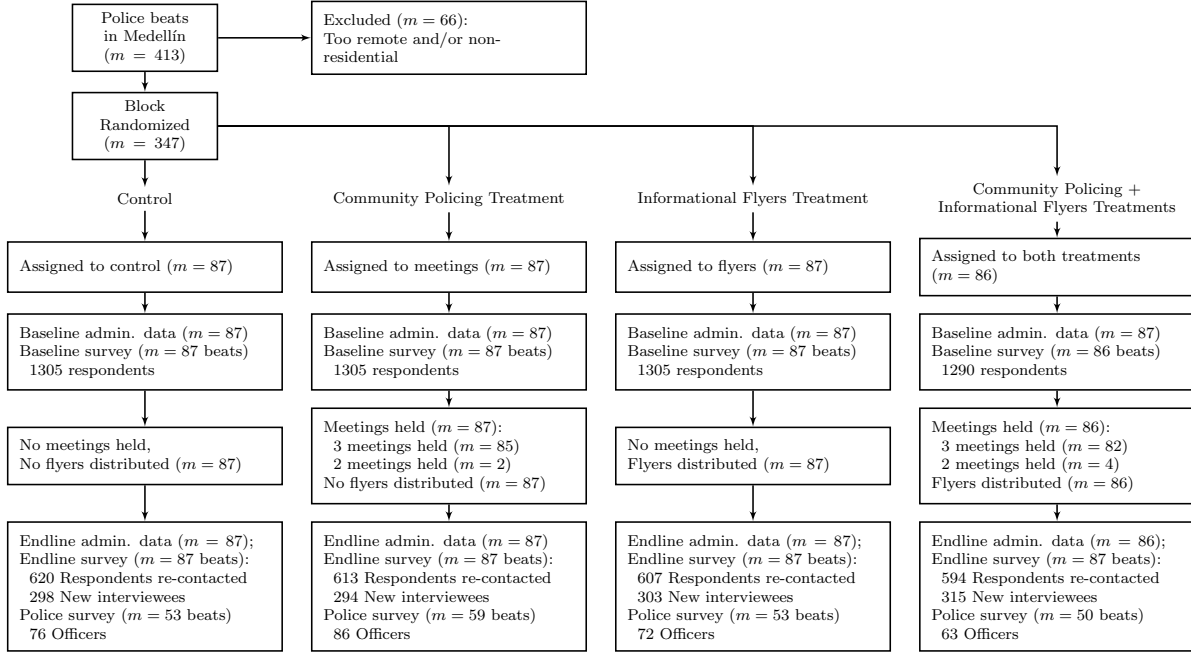 Police beats
in Medellín
(m = 413)
Excluded (m = 66):
Too remote and/or non-
residential
Block
Randomized
(m = 347)
Control
Community Policing Treatment
Informational Flyers Treatment
Community Policing +
Informational Flyers Treatments
Assigned to control (m = 87)
Assigned to meetings (m = 87)
Assigned to flyers (m = 87)
Assigned to both treatments
(m = 86)
Baseline admin. data (m = 87)
Baseline survey (m = 87 beats)
1305 respondents
Baseline admin. data (m = 87)
Baseline survey (m = 87 beats)
1305 respondents
Baseline admin. data (m = 87)
Baseline survey (m = 87 beats)
1305 respondents
Baseline admin. data (m = 87)
Baseline survey (m = 86 beats)
1290 respondents
No meetings held,
No flyers distributed (m = 87)
Meetings held (m = 87):
3 meetings held (m = 85)
2 meetings held (m = 2)
No flyers distributed (m = 87)
No meetings held,
Flyers distributed (m = 87)
Meetings held (m = 86):
3 meetings held (m = 82)
2 meetings held (m = 4)
Flyers distributed (m = 86)
Endline admin. data (m = 87);
Endline survey (m = 87 beats):
620 Respondents re-contacted
298 New interviewees
Police survey (m = 53 beats)
76 Officers
Endline admin. data (m = 87)
Endline survey (m = 87 beats):
613 Respondents re-contacted
294 New interviewees
Police survey (m = 59 beats)
86 Officers
Endline admin. data (m = 87);
Endline survey (m = 87 beats):
607 Respondents re-contacted
303 New interviewees
Police survey (m = 53 beats)
72 Officers
Endline admin. data (m = 86);
Endline survey (m = 87 beats):
594 Respondents re-contacted
315 New interviewees
Police survey (m = 50 beats)
63 Officers